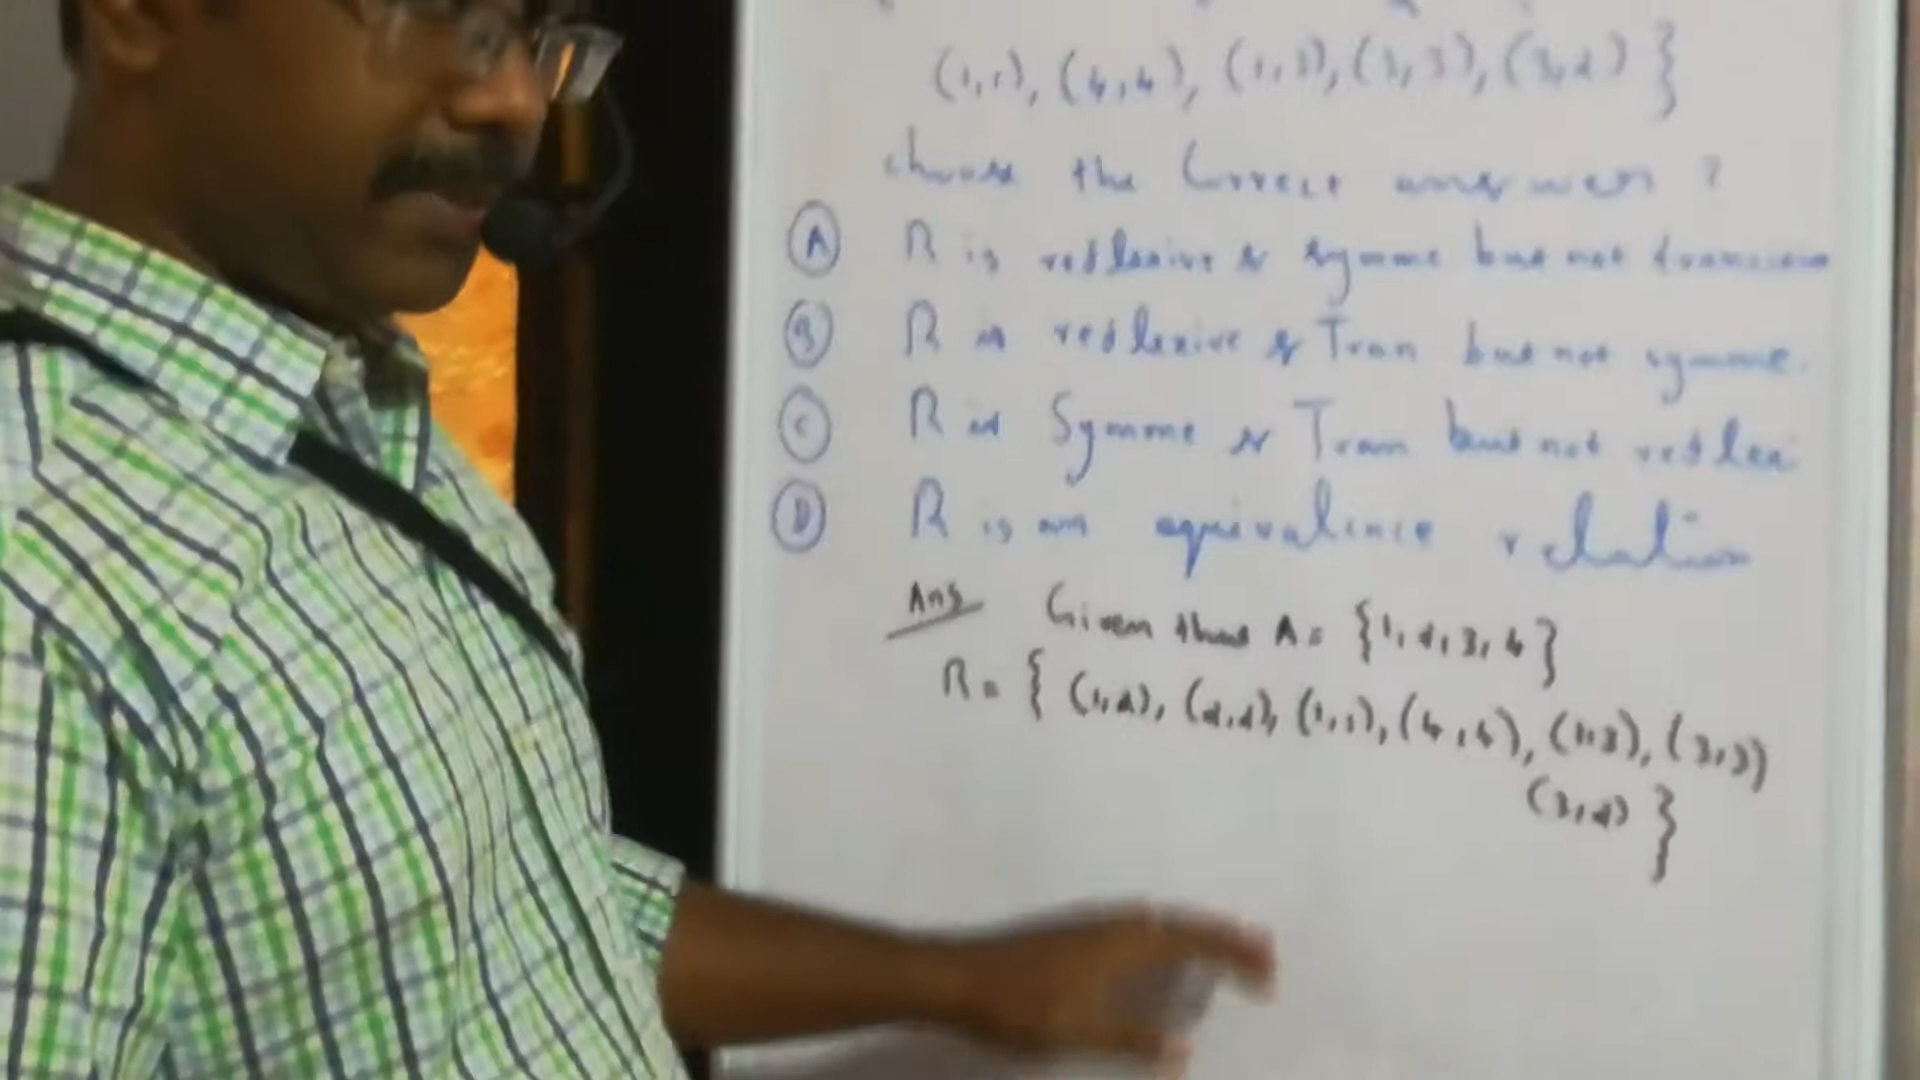 (1,1), (4,4), (1,3), (3,3), (3,2) }
choose the Correct answer ?
A R is reflexive & symme but not
B R is reflexive & Tran but not symme.
C R is Symme & Tran but not reflex
D R is an equivalence relation
Ans Given that A = {1, 2, 3, 4}
R = { (1,2), (2,2), (1,1), (4,4), (1,3), (3,3)
(3,2) }